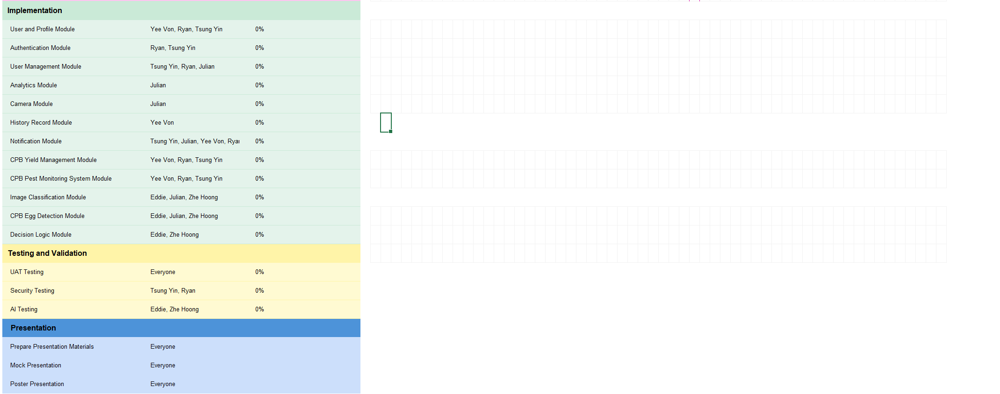 Implementation
User and Profile Module Yee Von, Ryan, Tsung Yin 0%
Authentication Module Ryan, Tsung Yin 0%
User Management Module Tsung Yin, Ryan, Julian 0%
Analytics Module Julian 0%
Camera Module Julian 0%
History Record Module Yee Von 0%
Notification Module Tsung Yin, Julian, Yee Von, Ryan 0%
CPB Yield Management Module Yee Von, Ryan, Tsung Yin 0%
CPB Pest Monitoring System Module Yee Von, Ryan, Tsung Yin 0%
Image Classification Module Eddie, Julian, Zhe Hoong 0%
CPB Egg Detection Module Eddie, Julian, Zhe Hoong 0%
Decision Logic Module Eddie, Zhe Hoong 0%
Testing and Validation
UAT Testing Everyone 0%
Security Testing Tsung Yin, Ryan 0%
AI Testing Eddie, Zhe Hoong 0%
Presentation
Prepare Presentation Materials Everyone
Mock Presentation Everyone
Poster Presentation Everyone